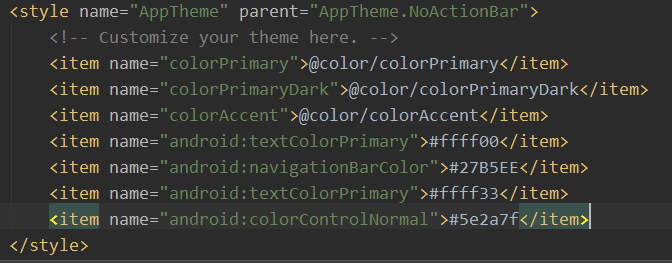 <style name="AppTheme" parent="AppTheme.NoActionBar">
<!-- Customize your theme here. -->
<item name="colorPrimary">@color/colorPrimary</item>
<item name="colorPrimaryDark">@color/colorPrimaryDark</item>
<item name="colorAccent">@color/colorAccent</item>
<item name="android:textColorPrimary">#ffff00</item>
<item name="android:navigationBarColor">#27B5EE</item>
<item name="android:textColorPrimary">#ffff33</item>
<item name="android:colorControlNormal">#5e2a7f</item>
</style>